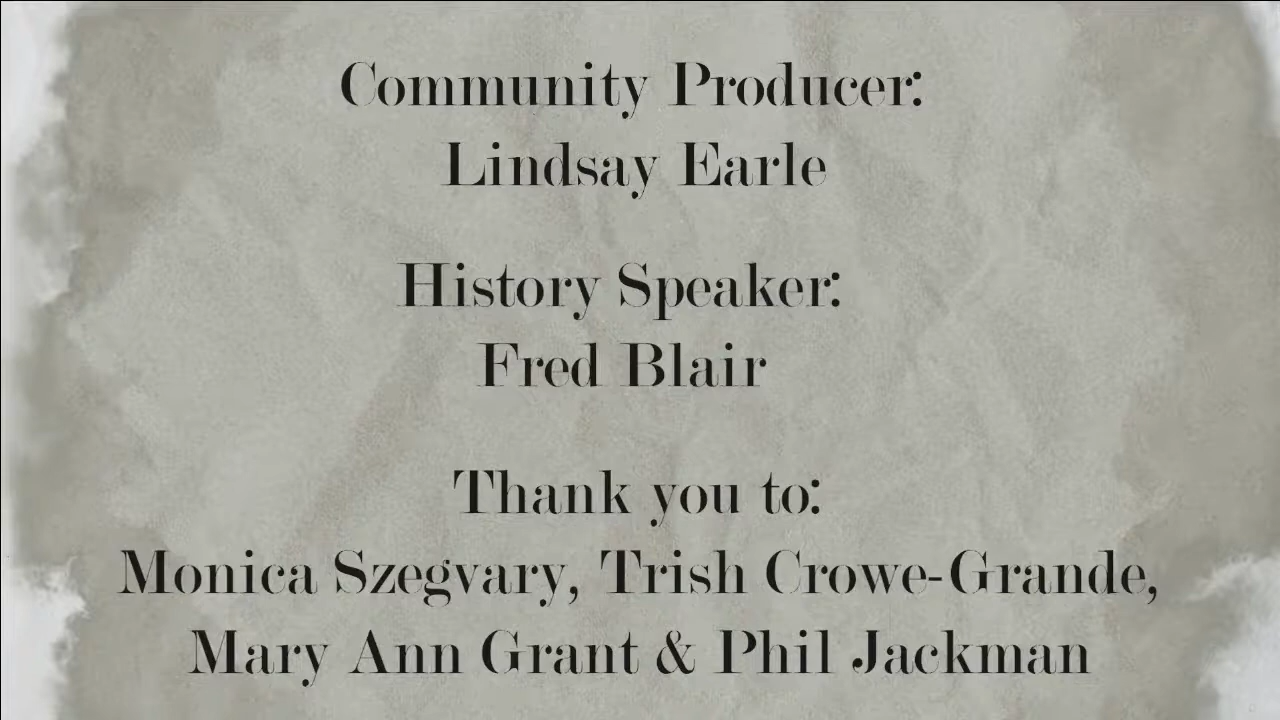 Community Producer:
Lindsay Earle
History Speaker:
Fred Blair
Thank you to:
Monica Szegvary, Trish Crowe-Grande,
Mary Ann Grant & Phil Jackman